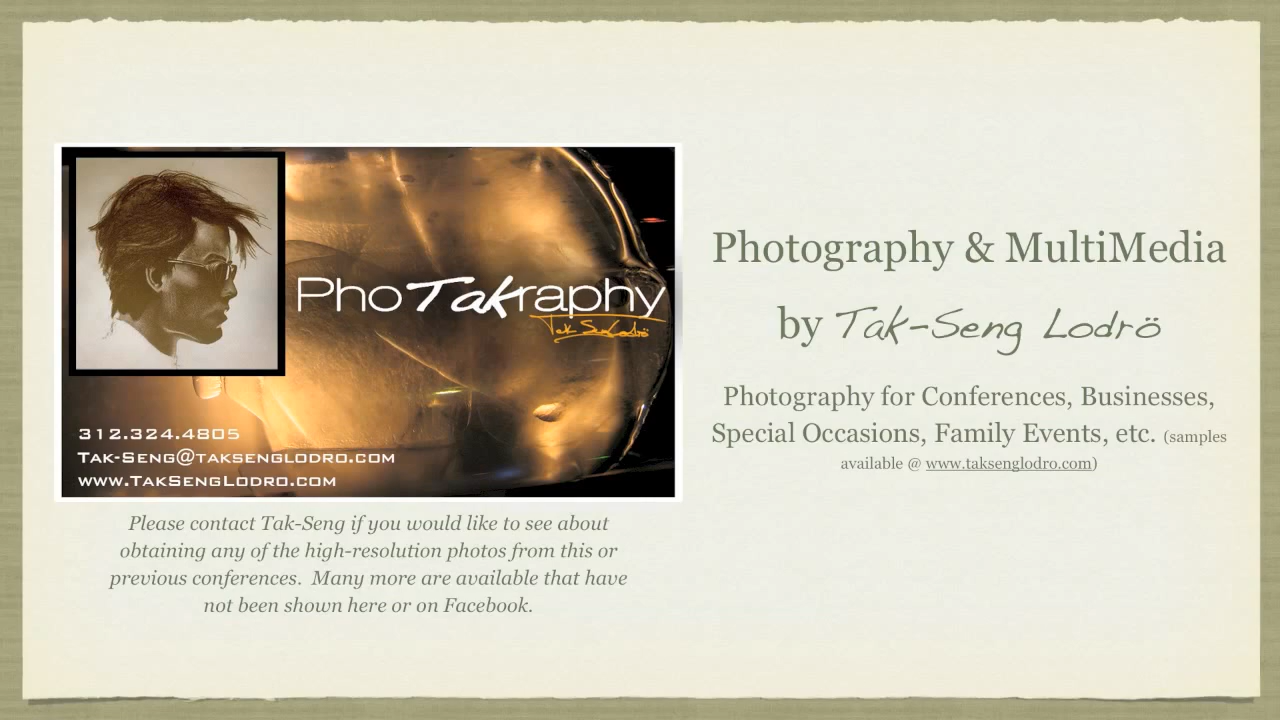 PhoTakraphy
Tak SengLodrö
312.324.4805
Tak-Seng@taksenglodro.com
www.TakSengLodro.com
Please contact Tak-Seng if you would like to see about
obtaining any of the high-resolution photos from this or
previous conferences.  Many more are available that have
not been shown here or on Facebook.
Photography & MultiMedia
by Tak-Seng Lodrö
Photography for Conferences, Businesses,
Special Occasions, Family Events, etc. (samples
available @ www.taksenglodro.com)